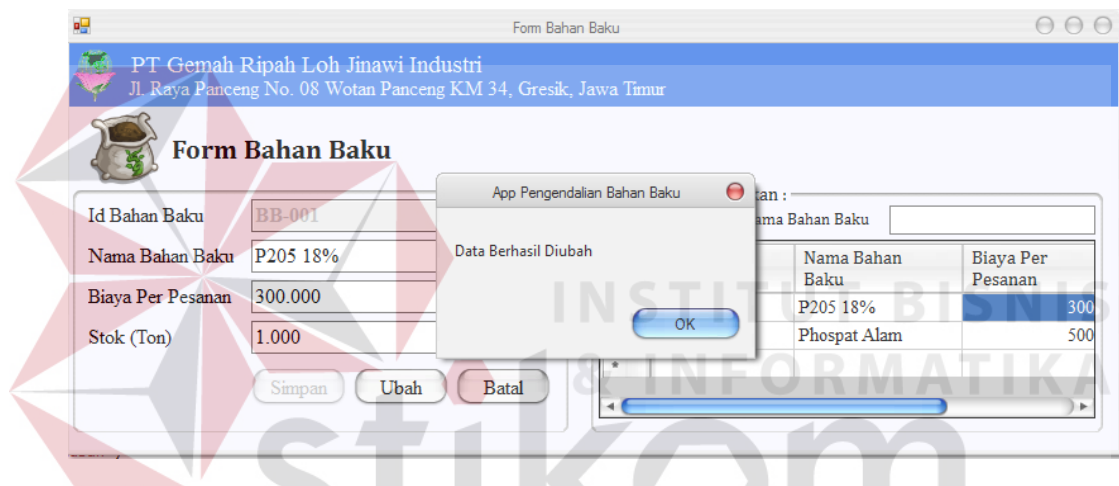 Form Bahan Baku
PT Gemah Ripah Loh Jinawi Industri
Jl. Raya Panceng No. 08 Wotan Panceng KM 34, Gresik, Jawa Timur
Form Bahan Baku
Id Bahan Baku BB-001
Nama Bahan Baku P205 18%
Biaya Per Pesanan 300.000
Stok (Ton) 1.000
Simpan Ubah Batal
App Pengendalian Bahan Baku
Data Berhasil Diubah
OK
Bahan Baku
Nama Bahan Baku Biaya Per Pesanan
P205 18% 300
Phospat Alam 500
*
INSTITUT BISNIS
& INFORMATIKA
stikom